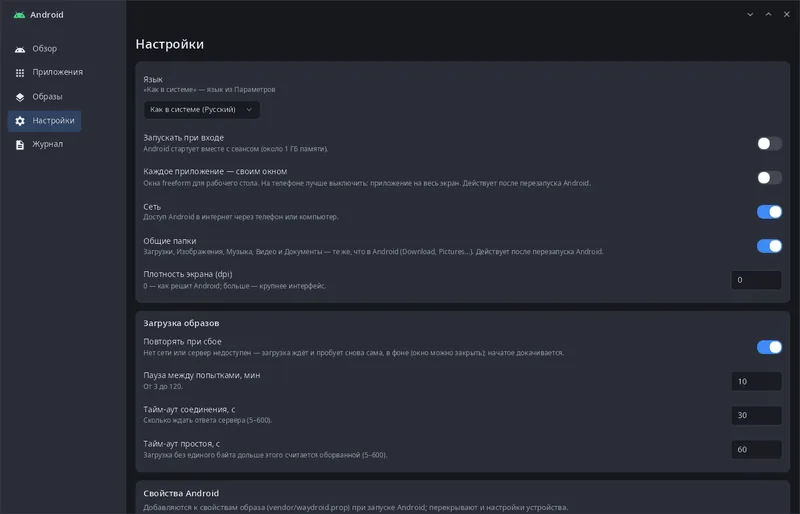 Android
Обзор
Приложения
Образы
Настройки
Журнал
Настройки
Язык
«Как в системе» — язык из Параметров
Как в системе (Русский)
Запускать при входе
Android стартует вместе с сеансом (около 1 ГБ памяти).
Каждое приложение — своим окном
Окна freeform для рабочего стола. На телефоне лучше выключить: приложение на весь экран. Действует после перезапуска Android.
Сеть
Доступ Android в интернет через телефон или компьютер.
Общие папки
Загрузки, Изображения, Музыка, Видео и Документы — те же, что в Android (Download, Pictures…). Действует после перезапуска Android.
Плотность экрана (dpi)
0 — как решит Android; больше — крупнее интерфейс.
0
Загрузка образов
Повторять при сбое
Нет сети или сервер недоступен — загрузка ждёт и пробует снова сама, в фоне (окно можно закрыть); начатое докачивается.
Пауза между попытками, мин
От 3 до 120.
10
Тайм-аут соединения, с
Сколько ждать ответа сервера (5–600).
30
Тайм-аут простоя, с
Загрузка без единого байта дольше этого считается оборванной (5–600).
60
Свойства Android
Добавляются к свойствам образа (vendor/waydroid.prop) при запуске Android; перекрывают и настройки устройства.